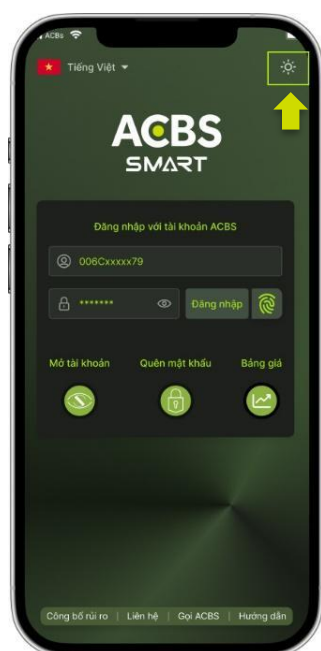 ACBS
Tiếng Việt
ACBS
SMART
Đăng nhập với tài khoản ACBS
006Cxxxxx79
*******
Đăng nhập
Mở tài khoản Quên mật khẩu Bảng giá
Công bố rủi ro | Liên hệ | Gọi ACBS | Hướng dẫn